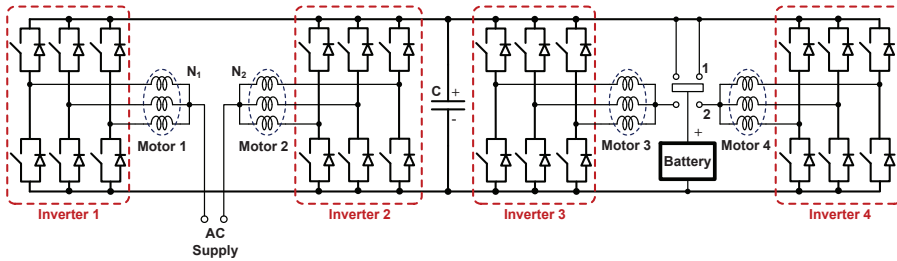 N1
N2
1
C
+
-
2
Motor 1
Motor 2
Motor 3
Motor 4
+
Battery
Inverter 1
AC
Supply
Inverter 2
Inverter 3
Inverter 4